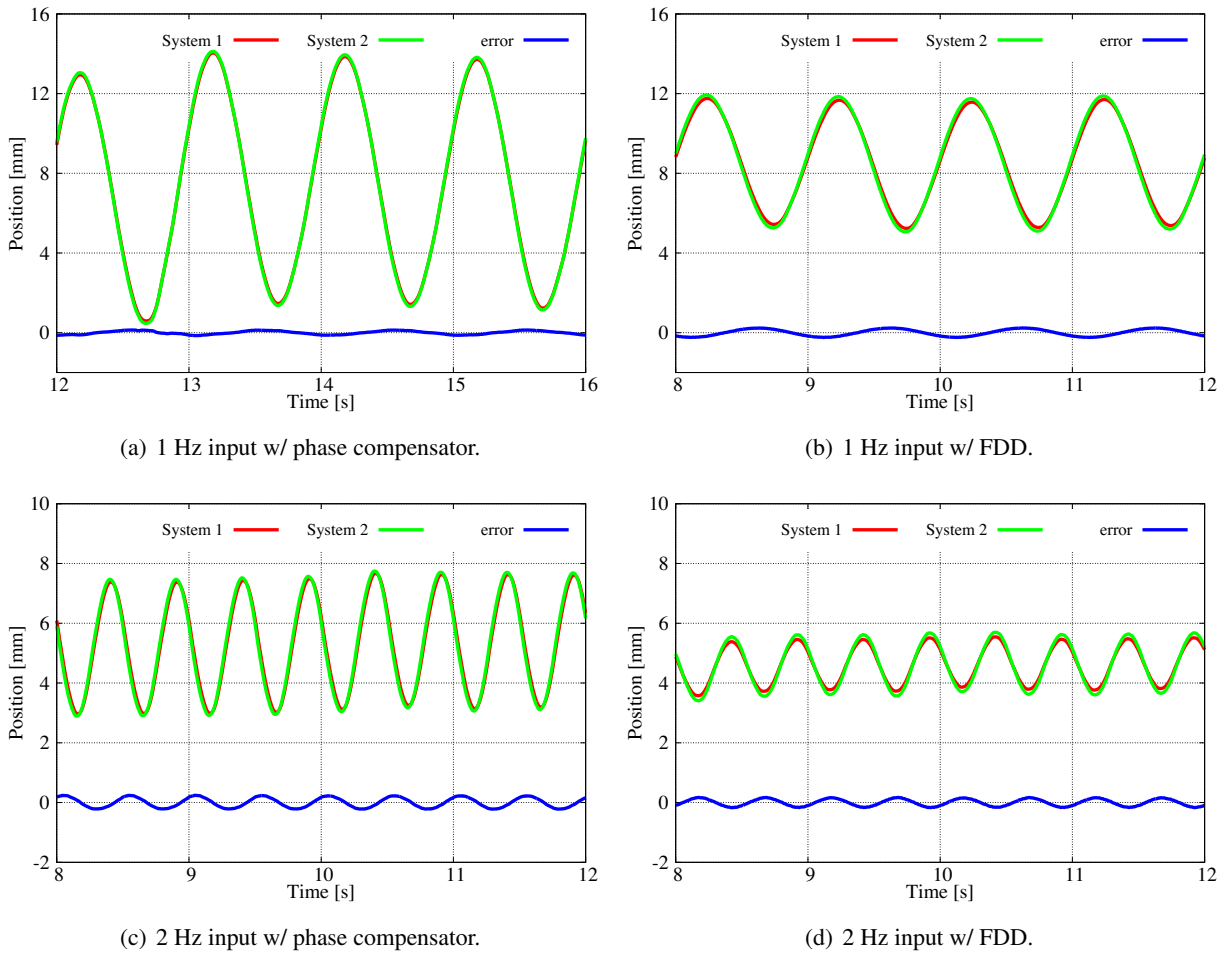 16
12
8
4
0
Position [mm]
System 1 System 2 error
12 13 14 15 16
Time [s]
(a) 1 Hz input w/ phase compensator.
16
12
8
4
0
Position [mm]
System 1 System 2 error
8 9 10 11 12
Time [s]
(b) 1 Hz input w/ FDD.
10
8
6
4
2
0
-2
Position [mm]
System 1 System 2 error
8 9 10 11 12
Time [s]
(c) 2 Hz input w/ phase compensator.
10
8
6
4
2
0
-2
Position [mm]
System 1 System 2 error
8 9 10 11 12
Time [s]
(d) 2 Hz input w/ FDD.